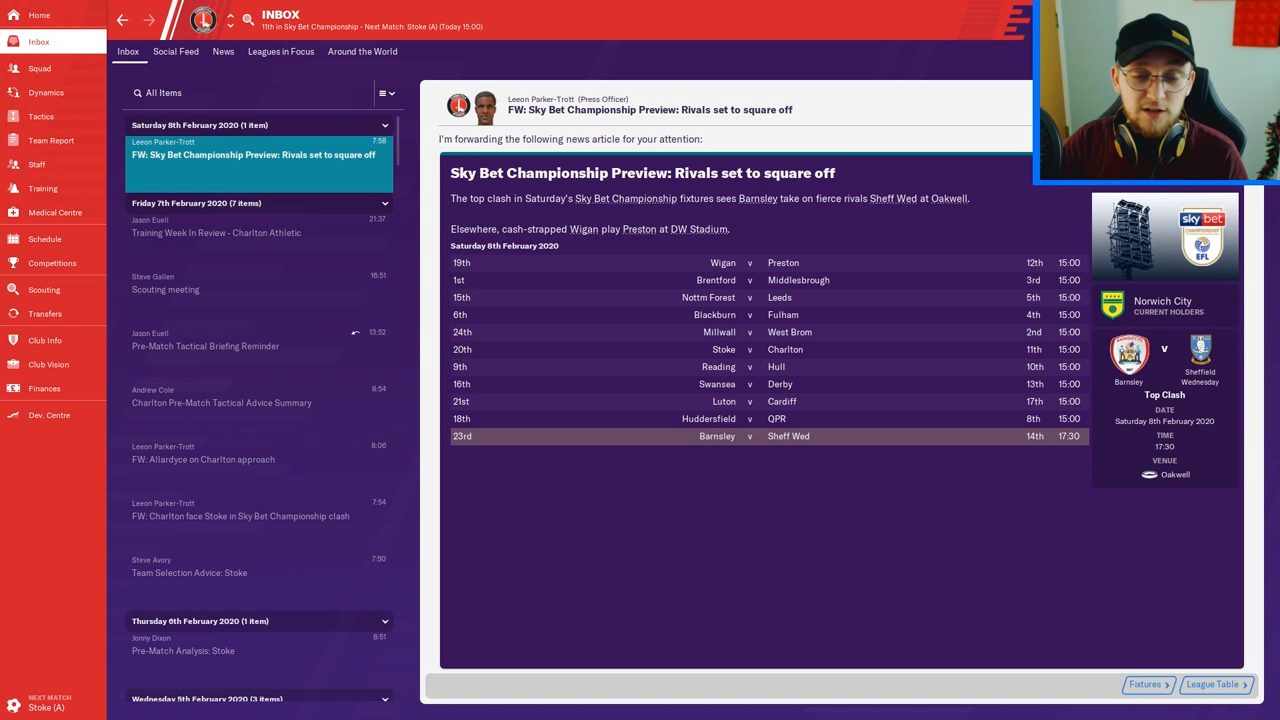 Home
Inbox
Squad
Dynamics
Tactics
Team Report
Staff
Training
Medical Centre
Schedule
Competitions
Scouting
Transfers
Club Info
Club Vision
Finances
Dev. Centre
NEXT MATCH
Stoke (A)
INBOX
11th in Sky Bet Championship - Next Match: Stoke (A) (Today 15:00)
Inbox Social Feed News Leagues in Focus Around the World
All Items
Saturday 8th February 2020 (1 item)
Leeon Parker-Trott 7:58
FW: Sky Bet Championship Preview: Rivals set to square off
Friday 7th February 2020 (7 items)
Jason Euell 21:37
Training Week In Review - Charlton Athletic
Steve Gallen 16:51
Scouting meeting
Jason Euell 13:52
Pre-Match Tactical Briefing Reminder
Andrew Cole 8:54
Charlton Pre-Match Tactical Advice Summary
Leeon Parker-Trott 8:06
FW: Allardyce on Charlton approach
Leeon Parker-Trott 7:54
FW: Charlton face Stoke in Sky Bet Championship clash
Steve Avory 7:50
Team Selection Advice: Stoke
Thursday 6th February 2020 (1 item)
Jonny Dixon 8:51
Pre-Match Analysis: Stoke
Wednesday 5th February 2020 (3 items)
Leeon Parker-Trott (Press Officer)
FW: Sky Bet Championship Preview: Rivals set to square off
I'm forwarding the following news article for your attention:
Sky Bet Championship Preview: Rivals set to square off
The top clash in Saturday's Sky Bet Championship fixtures sees Barnsley take on fierce rivals Sheff Wed at Oakwell.
Elsewhere, cash-strapped Wigan play Preston at DW Stadium.
Saturday 8th February 2020
19th Wigan v Preston 12th 15:00
1st Brentford v Middlesbrough 3rd 15:00
15th Nottm Forest v Leeds 5th 15:00
6th Blackburn v Fulham 4th 15:00
24th Millwall v West Brom 2nd 15:00
20th Stoke v Charlton 11th 15:00
9th Reading v Hull 10th 15:00
16th Swansea v Derby 13th 15:00
21st Luton v Cardiff 17th 15:00
18th Huddersfield v QPR 8th 15:00
23rd Barnsley v Sheff Wed 14th 17:30
sky bet
CHAMPIONSHIP
EFL
Norwich City
CURRENT HOLDERS
v
Barnsley
Sheffield
Wednesday
Top Clash
DATE
Saturday 8th February 2020
TIME
17:30
VENUE
Oakwell
Fixtures
League Table